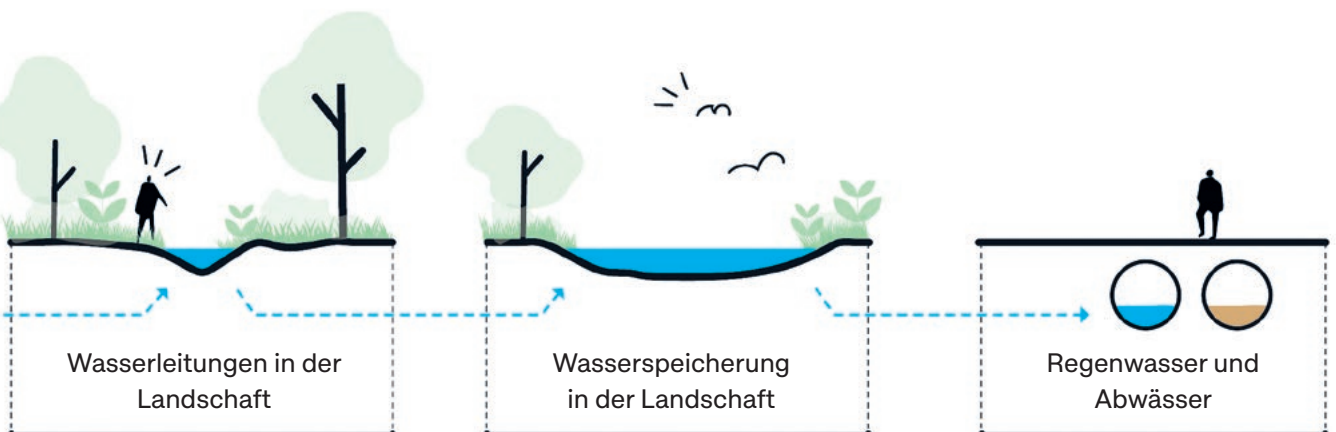 Wasserleitungen in der
Landschaft
Wasserspeicherung
in der Landschaft
Regenwasser und
Abwässer